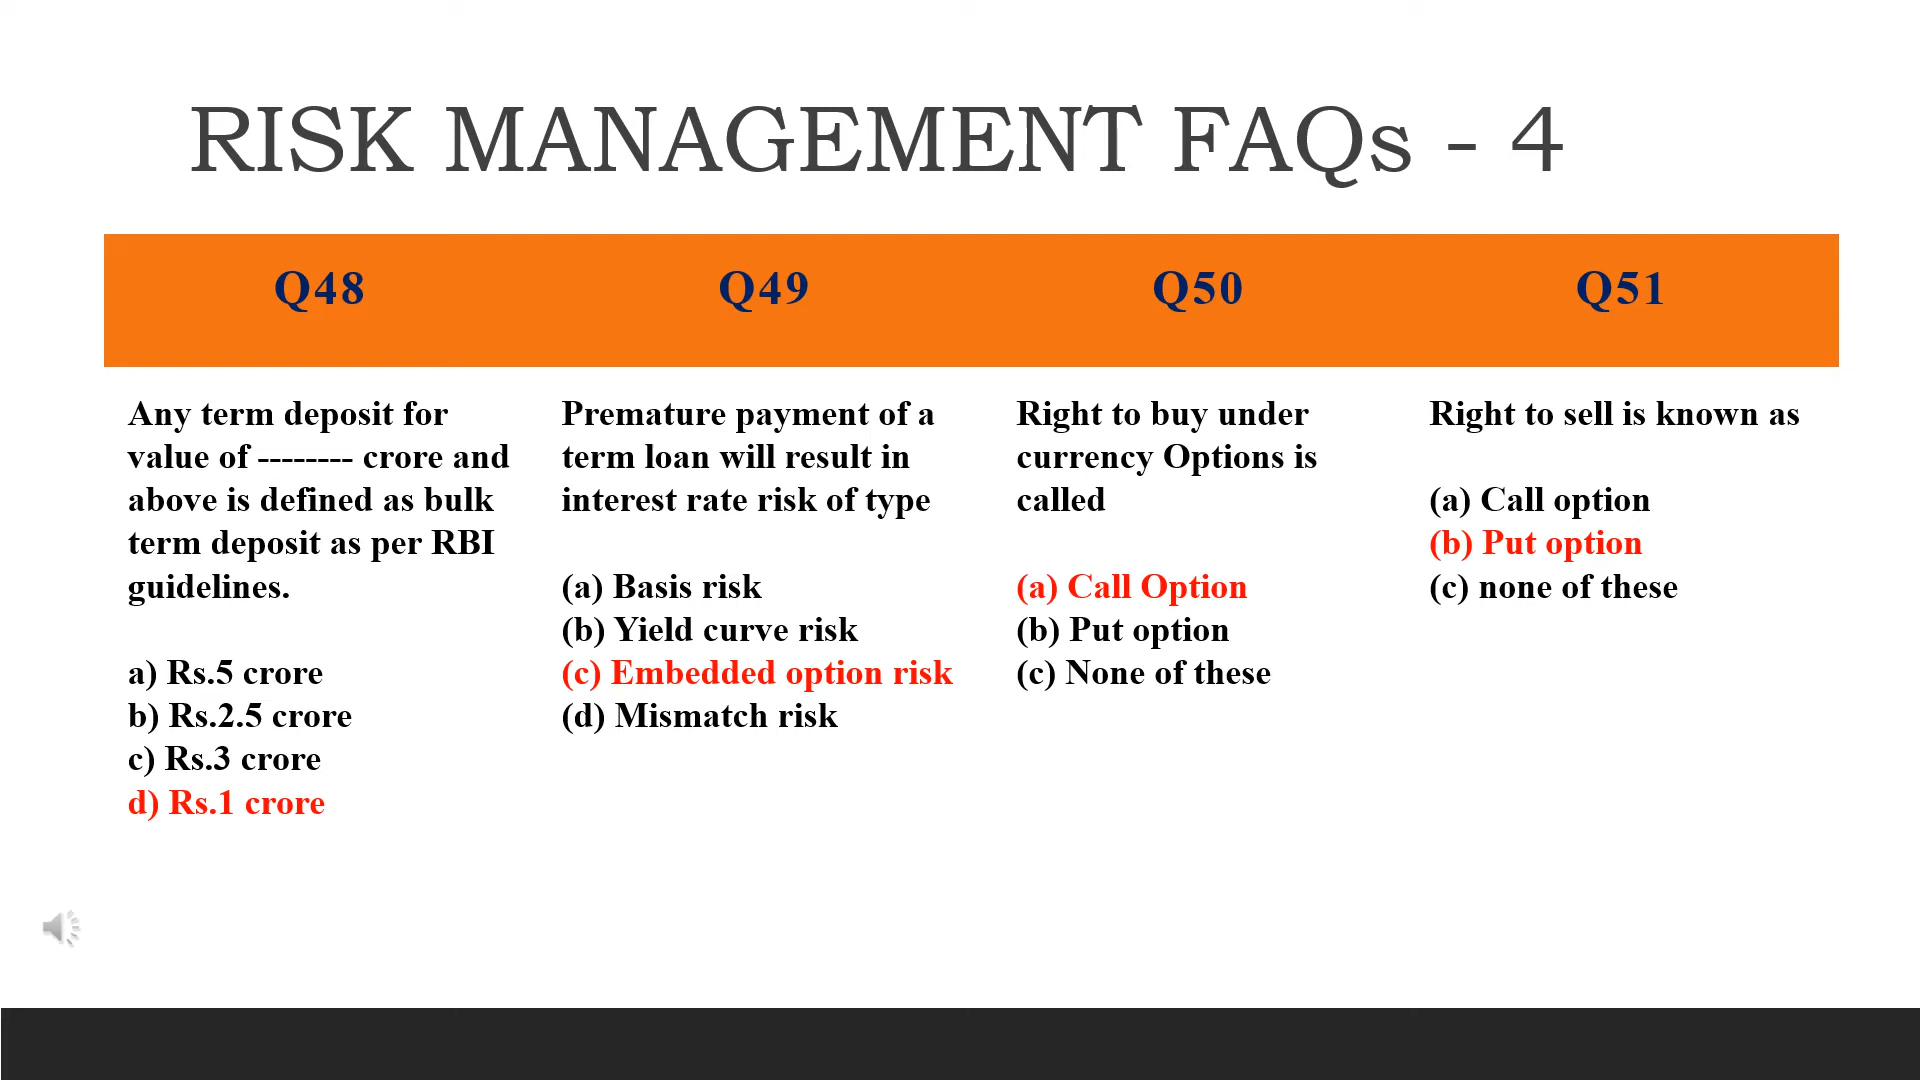 RISK MANAGEMENT FAQs - 4
Q48
Q49
Q50
Q51
Any term deposit for
value of -------- crore and
above is defined as bulk
term deposit as per RBI
guidelines.
a) Rs.5 crore
b) Rs.2.5 crore
c) Rs.3 crore
d) Rs.1 crore
Premature payment of a
term loan will result in
interest rate risk of type
(a) Basis risk
(b) Yield curve risk
(c) Embedded option risk
(d) Mismatch risk
Right to buy under
currency Options is
called
(a) Call Option
(b) Put option
(c) None of these
Right to sell is known as
(a) Call option
(b) Put option
(c) none of these